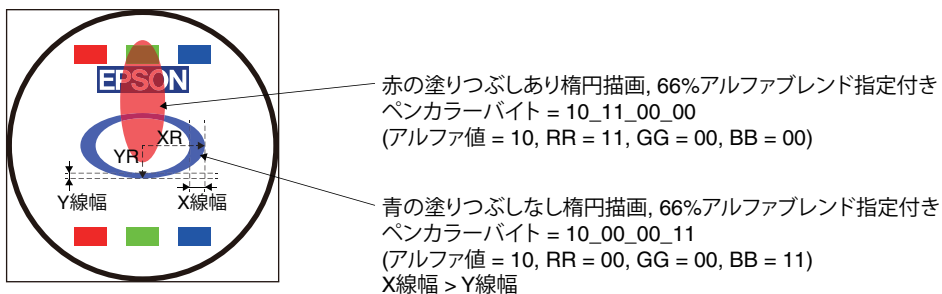 EPSON
XR
YR
Y線幅
X線幅
赤の塗りつぶしあり楕円描画, 66%アルファブレンド指定付き
ペンカラーバイト = 10_11_00_00
(アルファ値 = 10, RR = 11, GG = 00, BB = 00)
青の塗りつぶしなし楕円描画, 66%アルファブレンド指定付き
ペンカラーバイト = 10_00_00_11
(アルファ値 = 10, RR = 00, GG = 00, BB = 11)
X線幅 > Y線幅